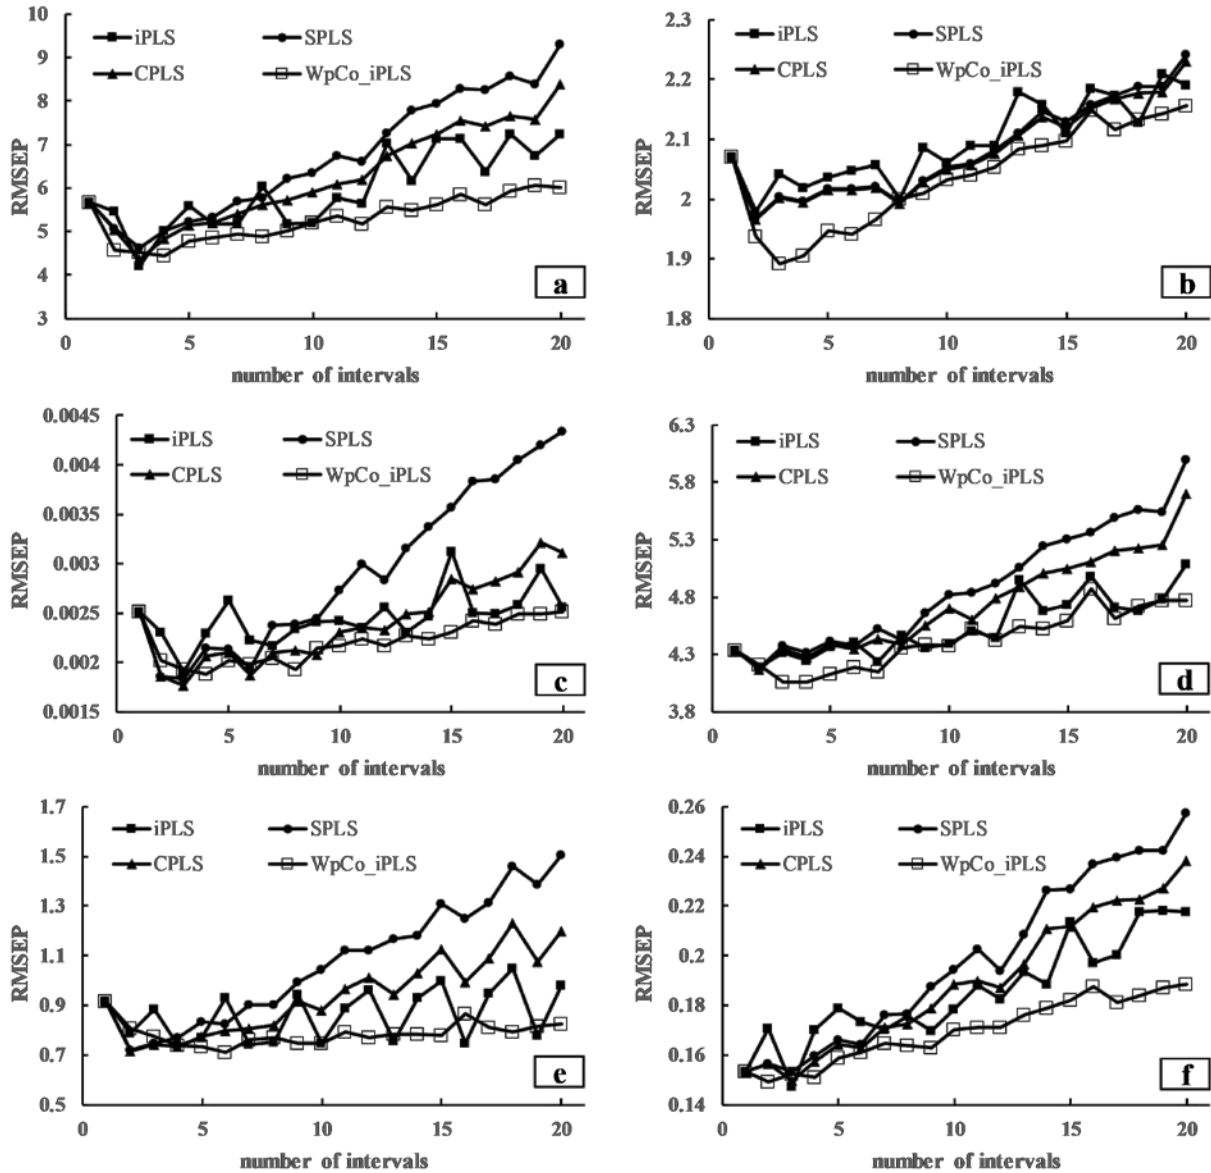 10
9
8
7
6
5
4
3
RMSEP
iPLS
SPLS
CPLS
WpCo_iPLS
a
0
5
10
15
20
number of intervals
2.3
2.2
2.1
2
1.9
1.8
RMSEP
iPLS
SPLS
CPLS
WpCo_iPLS
b
0
5
10
15
20
number of intervals
0.0045
0.004
0.0035
0.003
0.0025
0.002
0.0015
RMSEP
iPLS
SPLS
CPLS
WpCo_iPLS
c
0
5
10
15
20
number of intervals
6.3
5.8
5.3
4.8
4.3
3.8
RMSEP
iPLS
SPLS
CPLS
WpCo_iPLS
d
0
5
10
15
20
number of intervals
1.7
1.5
1.3
1.1
0.9
0.7
0.5
RMSEP
iPLS
SPLS
CPLS
WpCo_iPLS
e
0
5
10
15
20
number of intervals
0.26
0.24
0.22
0.2
0.18
0.16
0.14
RMSEP
iPLS
SPLS
CPLS
WpCo_iPLS
f
0
5
10
15
20
number of intervals